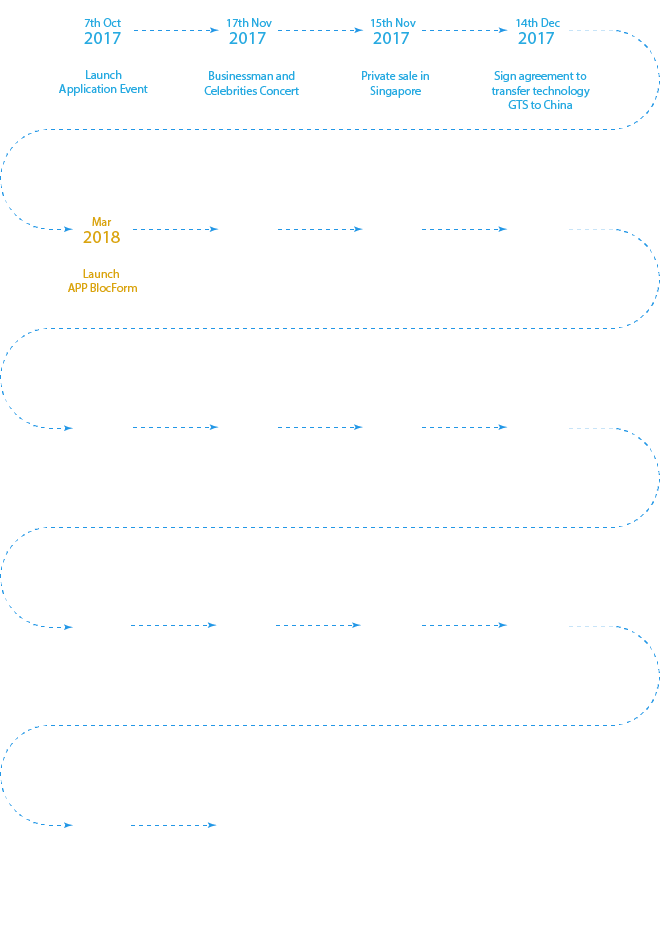 7th Oct
2017
Launch
Application Event
17th Nov
2017
Businessman and
Celebrities Concert
15th Nov
2017
Private sale in
Singapore
14th Dec
2017
Sign agreement to
transfer technology
GTS to China
Mar
2018
Launch
APP BlocForm